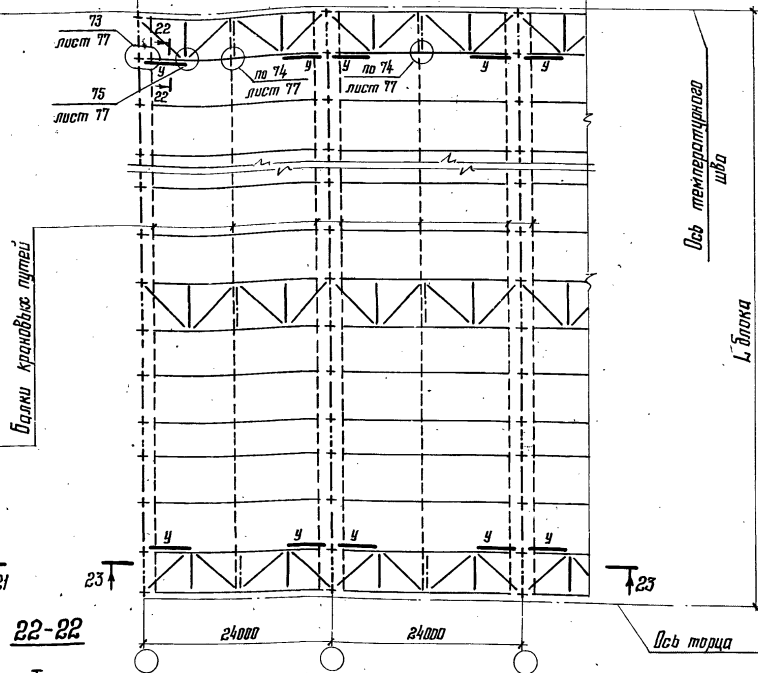 73
лист 77
22
у
75
лист 77
22
по 74
лист 77
у
у
по 74
лист 77
у
у
Ось температурного
шва
Балки крановых путей
L блока
у
у
у
у
у
21
23
23
22-22
24000
24000
Ось торца